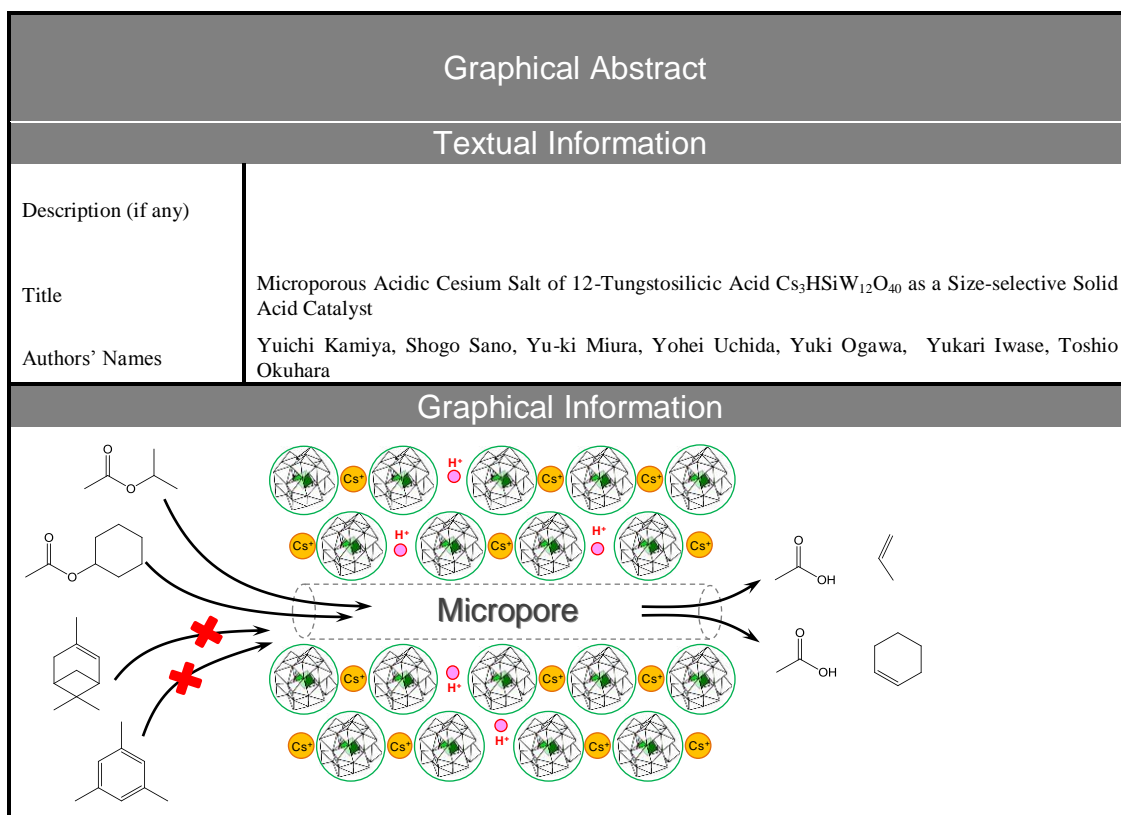 Graphical Abstract
Textual Information
Description (if any)
Title
Microporous Acidic Cesium Salt of 12-Tungstosilicic Acid Cs₃HSiW₁₂O₄₀ as a Size-selective Solid
Acid Catalyst
Authors' Names
Yuichi Kamiya, Shogo Sano, Yu-ki Miura, Yohei Uchida, Yuki Ogawa, Yukari Iwase, Toshio
Okuhara
Graphical Information
O
O
H⁺
Cs⁺ Cs⁺ Cs⁺
O
O
Cs⁺ H⁺ Cs⁺ H⁺ Cs⁺
O
OH
Micropore
O
OH
Cs⁺ H⁺ Cs⁺ Cs⁺
Cs⁺ Cs⁺ H⁺ Cs⁺ Cs⁺